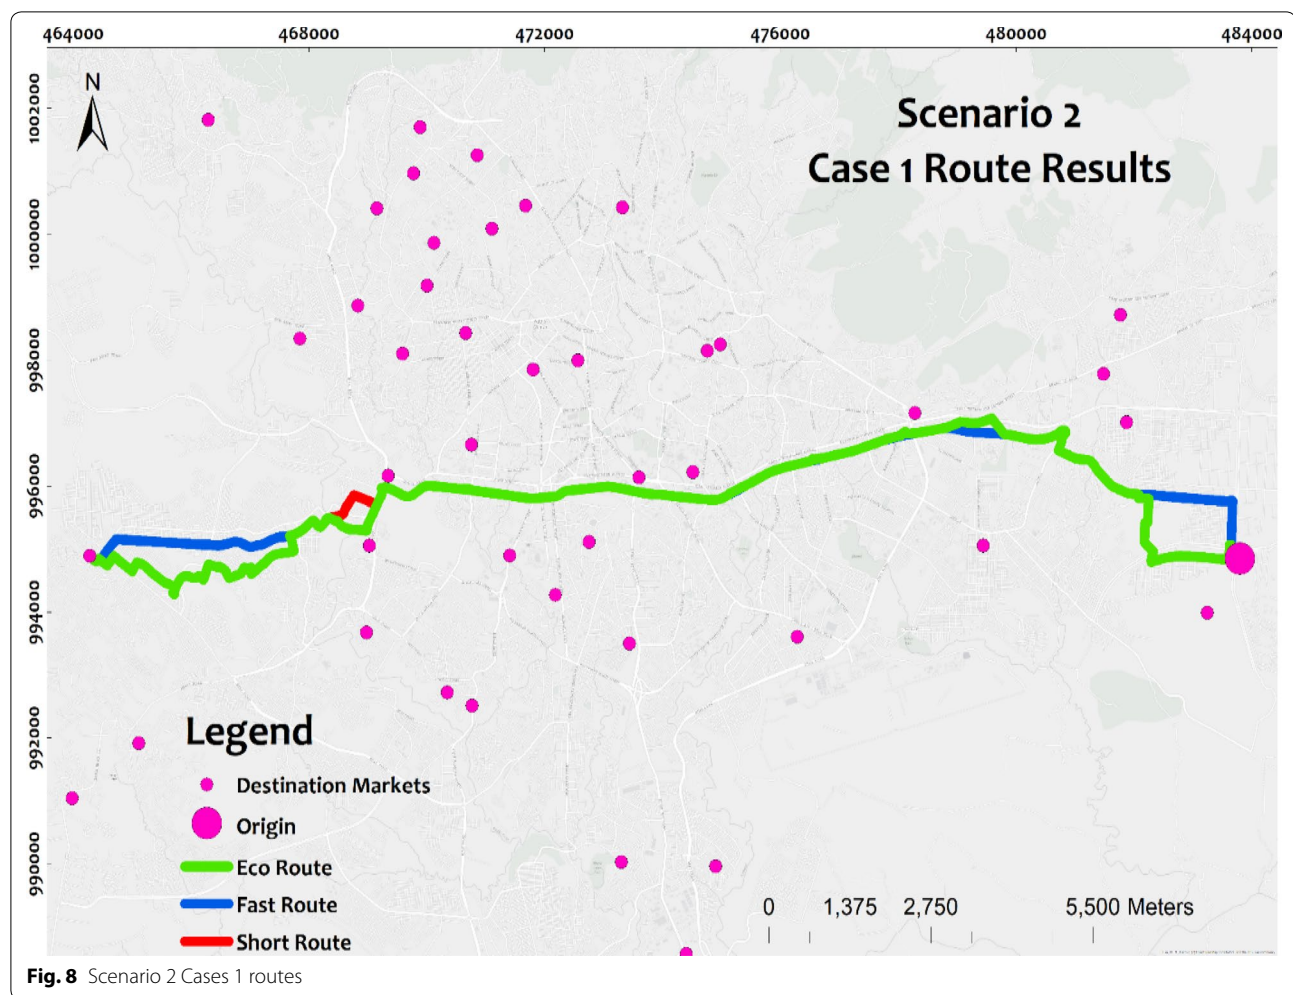 464000 468000 472000 476000 480000 484000
1002000
1000000
998000
996000
994000
992000
990000
N
Scenario 2
Case 1 Route Results
Legend
Destination Markets
Origin
Eco Route
Fast Route
Short Route
0 1,375 2,750 5,500 Meters
Fig. 8 Scenario 2 Cases 1 routes